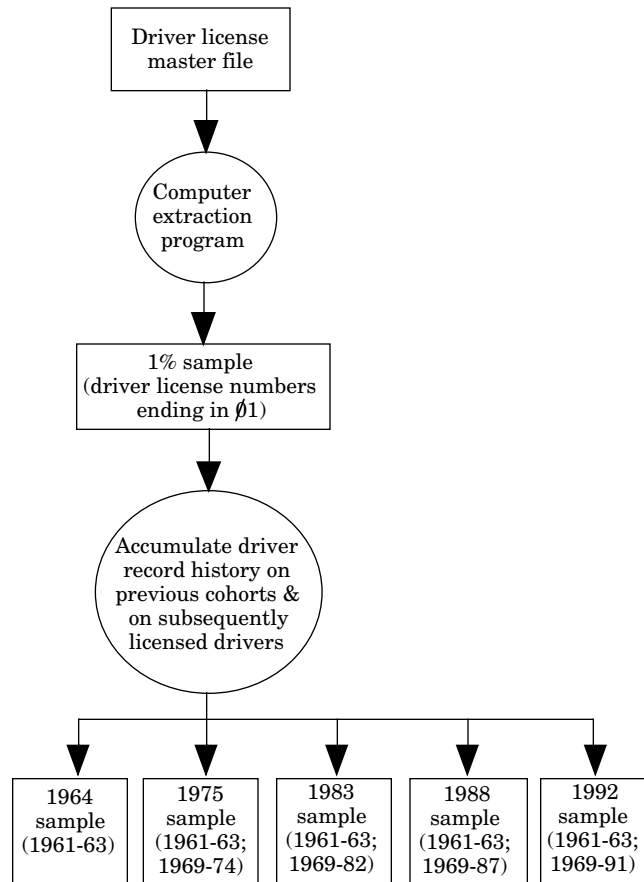 Driver license
master file
Computer
extraction
program
1% sample
(driver license numbers
ending in Ø1)
Accumulate driver
record history on
previous cohorts &
on subsequently
licensed drivers
1964
sample
(1961-63)
1975
sample
(1961-63;
1969-74)
1983
sample
(1961-63;
1969-82)
1988
sample
(1961-63;
1969-87)
1992
sample
(1961-63;
1969-91)